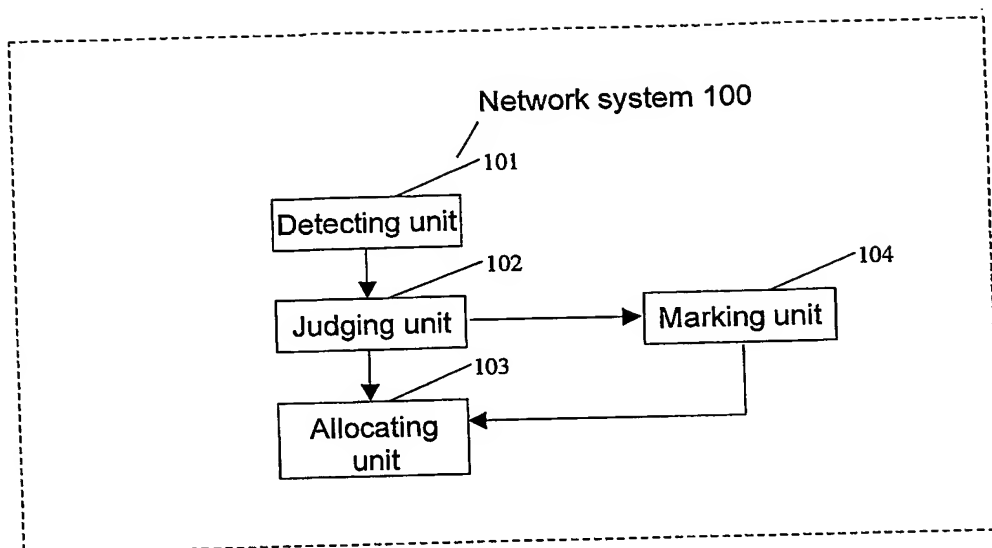 Network system 100
101
Detecting unit
102
104
Judging unit
Marking unit
103
Allocating
unit